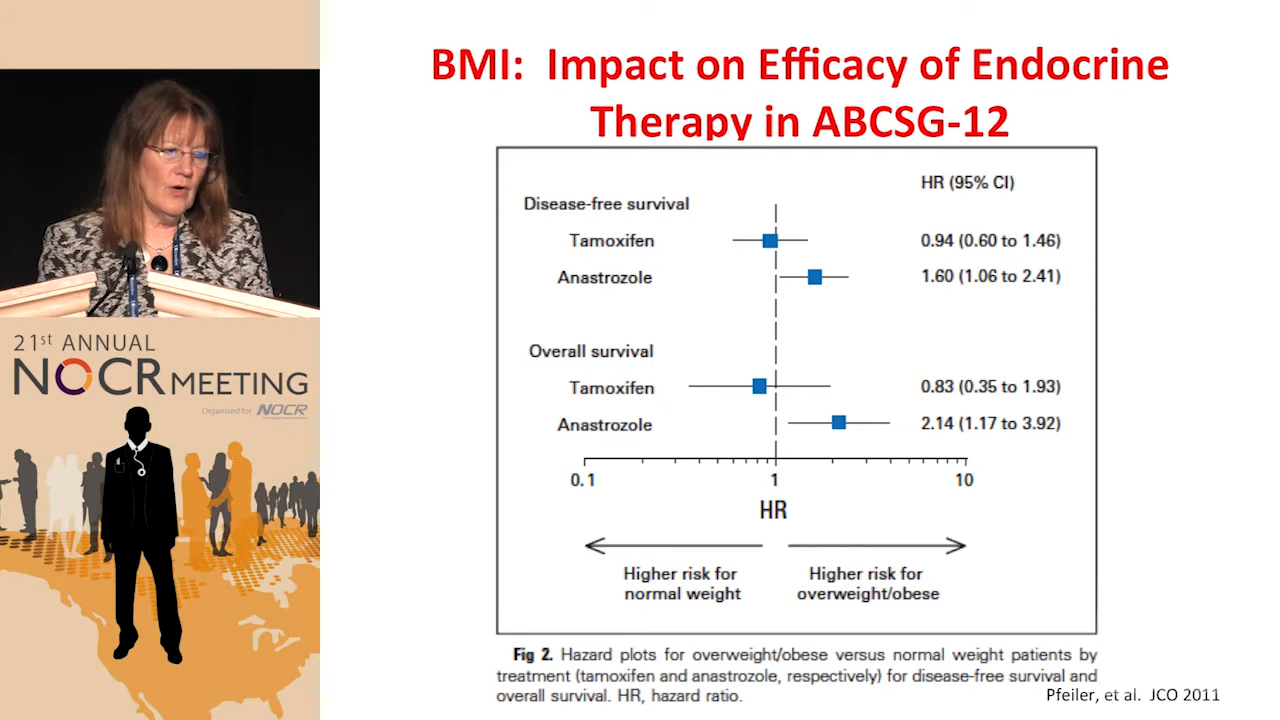 BMI: Impact on Efficacy of Endocrine
Therapy in ABCSG-12
HR (95% CI)
Disease-free survival
Tamoxifen 0.94 (0.60 to 1.46)
Anastrozole 1.60 (1.06 to 2.41)
Overall survival
Tamoxifen 0.83 (0.35 to 1.93)
Anastrozole 2.14 (1.17 to 3.92)
0.1 1 10
HR
Higher risk for
normal weight
Higher risk for
overweight/obese
Fig 2. Hazard plots for overweight/obese versus normal weight patients by
treatment (tamoxifen and anastrozole, respectively) for disease-free survival and
overall survival. HR, hazard ratio.
Pfeiler, et al. JCO 2011
21st ANNUAL
NOCR MEETING
Organized for NOCR